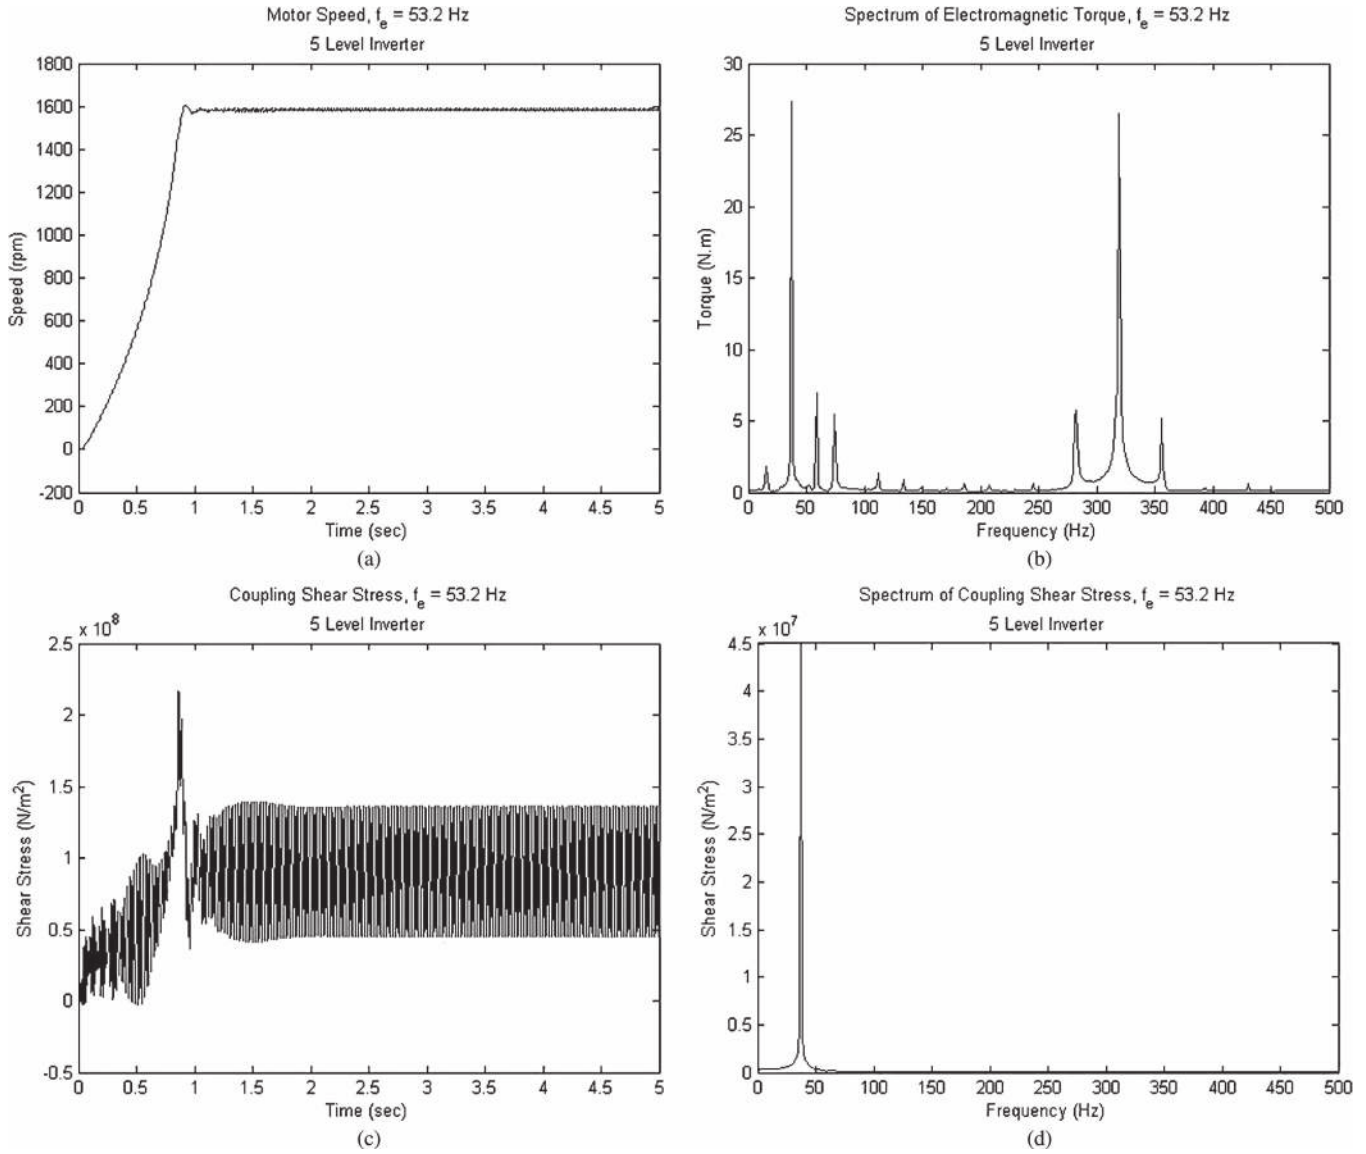 Motor Speed, fe = 53.2 Hz
5 Level Inverter
1800
1600
1400
1200
1000
800
600
400
200
0
-200
Speed (rpm)
0 0.5 1 1.5 2 2.5 3 3.5 4 4.5 5
Time (sec)
(a)
Spectrum of Electromagnetic Torque, fe = 53.2 Hz
5 Level Inverter
30
25
20
15
10
5
0
Torque (N.m)
0 50 100 150 200 250 300 350 400 450 500
Frequency (Hz)
(b)
Coupling Shear Stress, fe = 53.2 Hz
5 Level Inverter
x 10^8
2.5
2
1.5
1
0.5
0
-0.5
Shear Stress (N/m²)
0 0.5 1 1.5 2 2.5 3 3.5 4 4.5 5
Time (sec)
(c)
Spectrum of Coupling Shear Stress, fe = 53.2 Hz
5 Level Inverter
x 10^7
4.5
4
3.5
3
2.5
2
1.5
1
0.5
0
Shear Stress (N/m²)
0 50 100 150 200 250 300 350 400 450 500
Frequency (Hz)
(d)